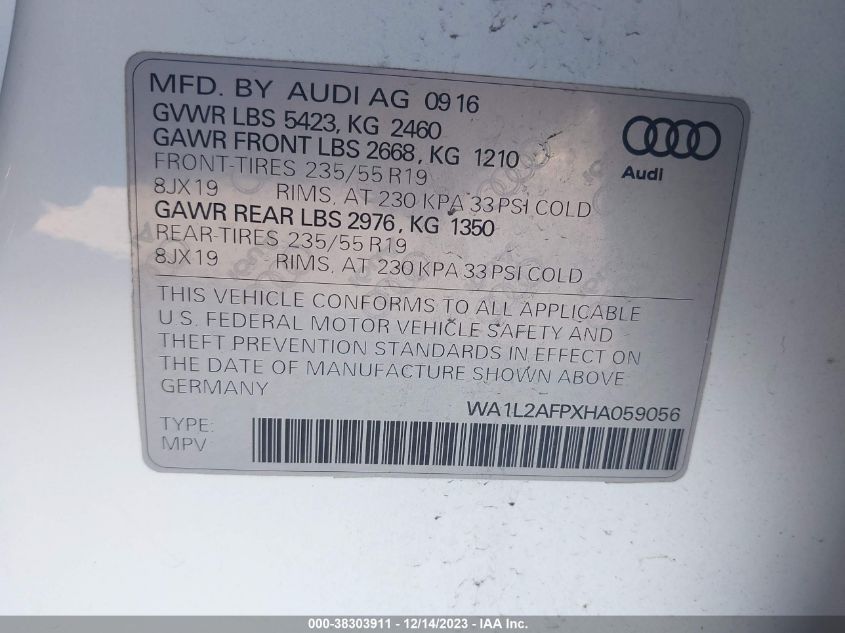 MFD. BY AUDI AG 09 16
GVWR LBS 5423, KG 2460
GAWR FRONT LBS 2668, KG 1210
FRONT-TIRES 235/55 R19
8JX19 RIMS, AT 230 KPA 33 PSI COLD
GAWR REAR LBS 2976, KG 1350
REAR-TIRES 235/55 R19
8JX19 RIMS, AT 230 KPA 33 PSI COLD
Audi
THIS VEHICLE CONFORMS TO ALL APPLICABLE
U.S. FEDERAL MOTOR VEHICLE SAFETY AND
THEFT PREVENTION STANDARDS IN EFFECT ON
THE DATE OF MANUFACTURE SHOWN ABOVE
GERMANY
WA1L2AFPXHA059056
TYPE:
MPV
000-38303911 - 12/14/2023 - WA1 - IAA Inc.